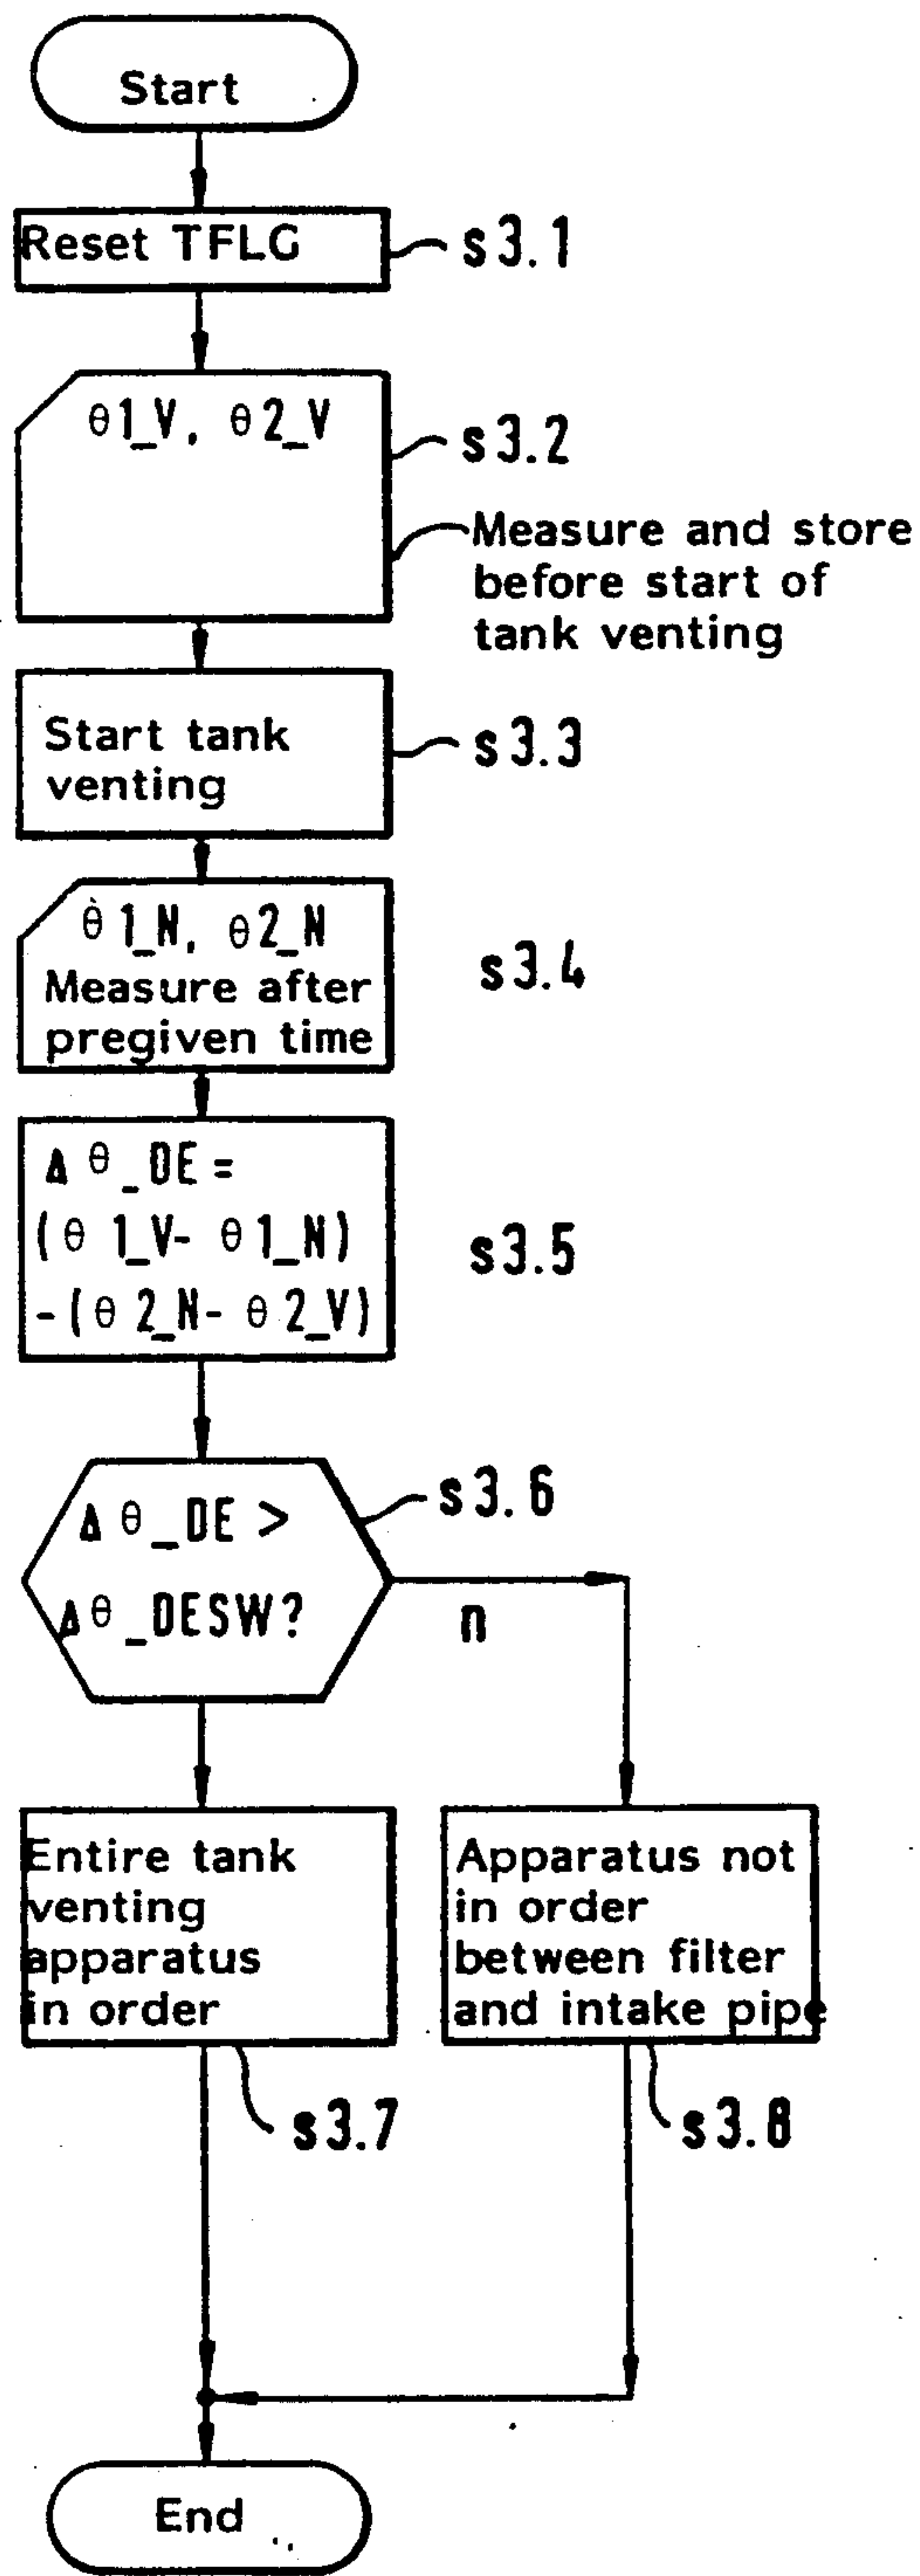 Start
Reset TFLG
s3.1
θ1_V, θ2_V
s3.2
Measure and store
before start of
tank venting
Start tank
venting
s3.3
θ1_N, θ2_N
Measure after
pregiven time
s3.4
Δθ_DE =
(θ1_V- θ1_N)
-(θ2_N- θ2_V)
s3.5
Δθ_DE >
Δθ_DESW?
s3.6
n
Entire tank
venting
apparatus
in order
s3.7
Apparatus not
in order
between filter
and intake pipe
s3.8
End